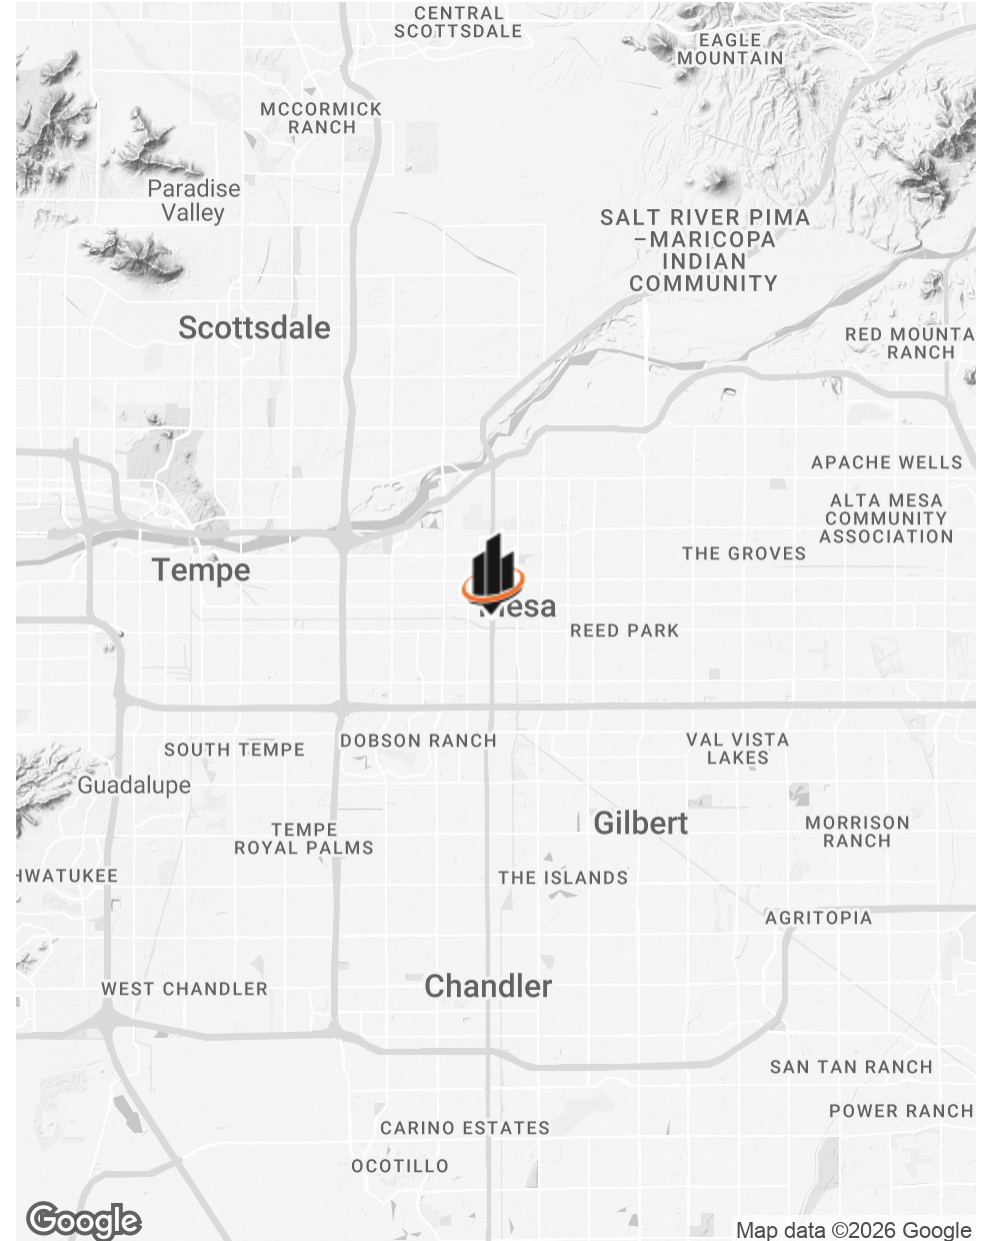 CENTRAL
SCOTTSDALE
EAGLE
MOUNTAIN
MCCORMICK
RANCH
Paradise
Valley
SALT RIVER PIMA
–MARICOPA
INDIAN
COMMUNITY
Scottsdale
RED MOUNTA
RANCH
APACHE WELLS
ALTA MESA
COMMUNITY
ASSOCIATION
THE GROVES
Tempe
Mesa
REED PARK
SOUTH TEMPE
DOBSON RANCH
VAL VISTA
LAKES
Guadalupe
Gilbert
TEMPE
ROYAL PALMS
MORRISON
RANCH
HWATUKEE
THE ISLANDS
AGRITOPIA
WEST CHANDLER
Chandler
SAN TAN RANCH
POWER RANCH
CARINO ESTATES
OCOTILLO
Google
Map data ©2026 Google